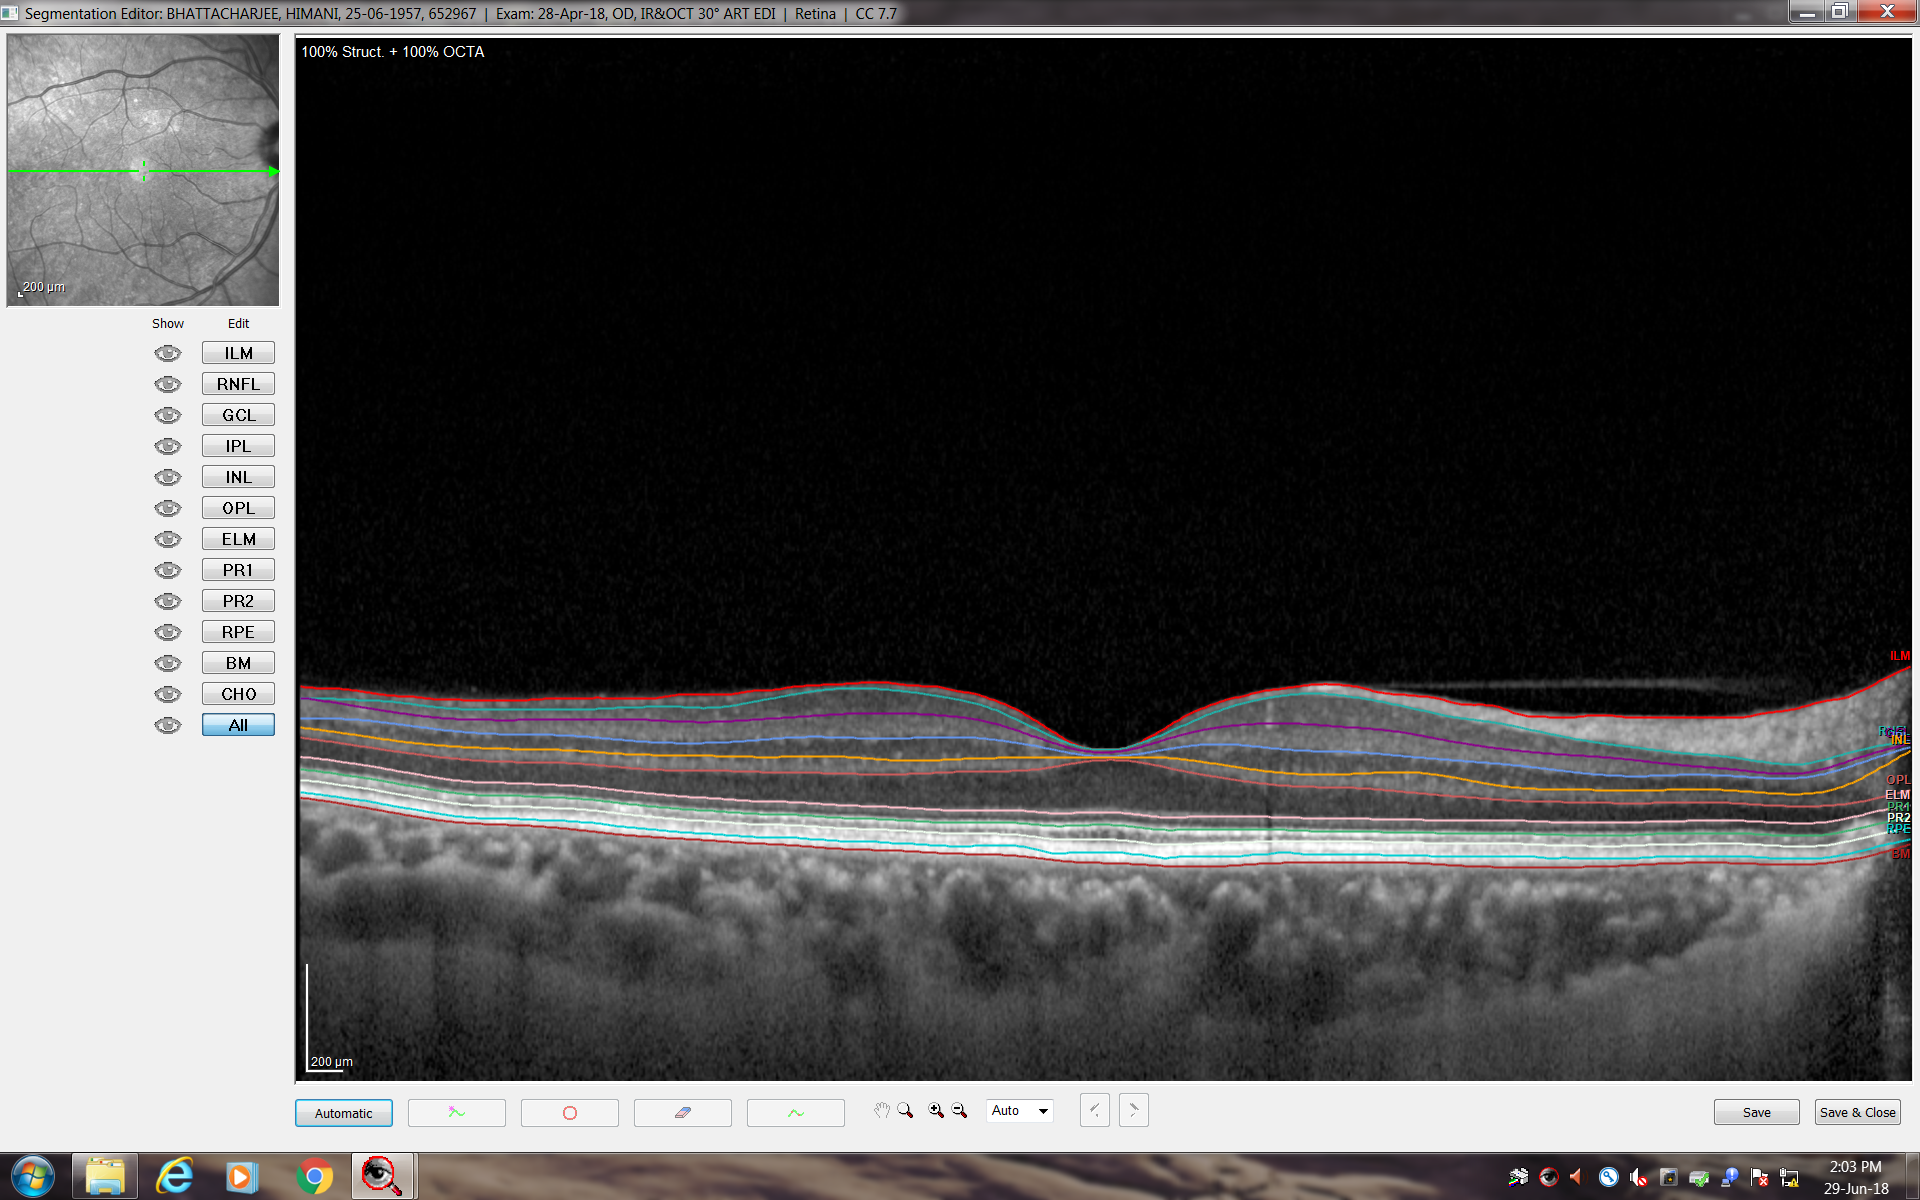 Segmentation Editor: BHATTACHARJEE, HIMANI, 25-06-1957, 652967 | Exam: 28-Apr-18, OD, IR&OCT 30° ART EDI | Retina | CC 7.7
100% Struct. + 100% OCTA
200 µm
Show Edit
ILM
RNFL
GCL
IPL
INL
OPL
ELM
PR1
PR2
RPE
BM
CHO
All
ILM
INL
OPL
ELM
PR1
PR2
RPE
BM
200 µm
Automatic
Auto
Save
Save & Close
2:03 PM
29-Jun-18